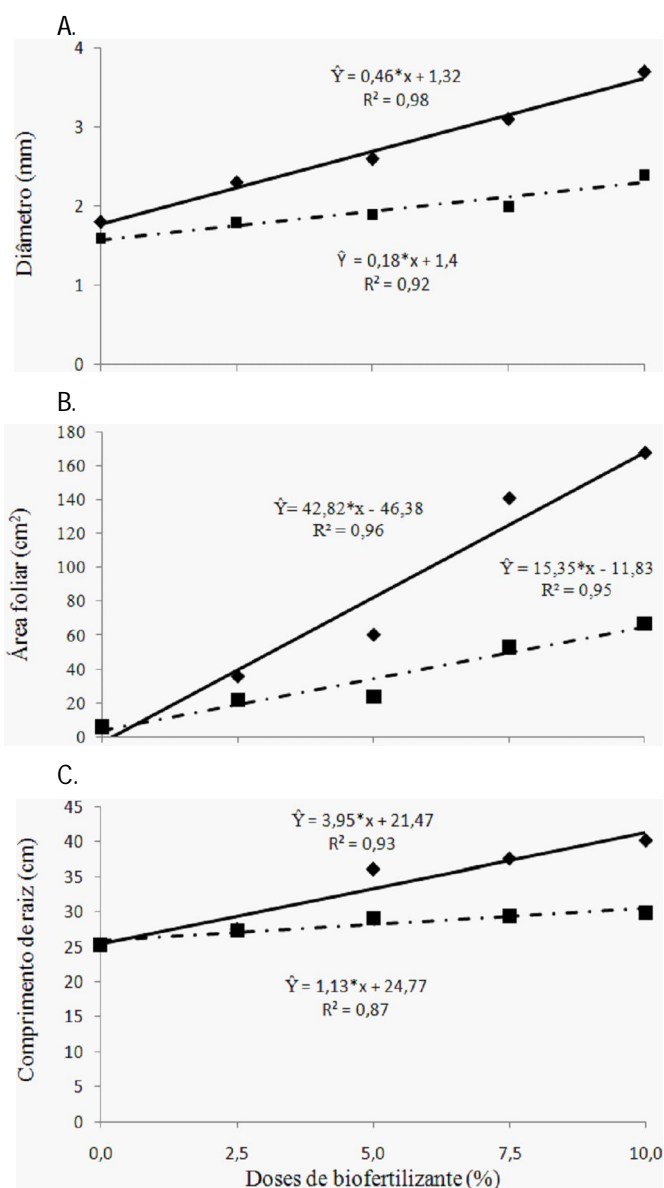 A.
4
3
2
1
0
Diâmetro (mm)
Ŷ = 0,46*x + 1,32
R² = 0,98
Ŷ = 0,18*x + 1,4
R² = 0,92
B.
180
160
140
120
100
80
60
40
20
0
Área foliar (cm²)
Ŷ= 42,82*x - 46,38
R² = 0,96
Ŷ = 15,35*x - 11,83
R² = 0,95
C.
45
40
35
30
25
20
15
10
5
0
Comprimento de raiz (cm)
Ŷ = 3,95*x + 21,47
R² = 0,93
Ŷ = 1,13*x + 24,77
R² = 0,87
0,0 2,5 5,0 7,5 10,0
Doses de biofertilizante (%)